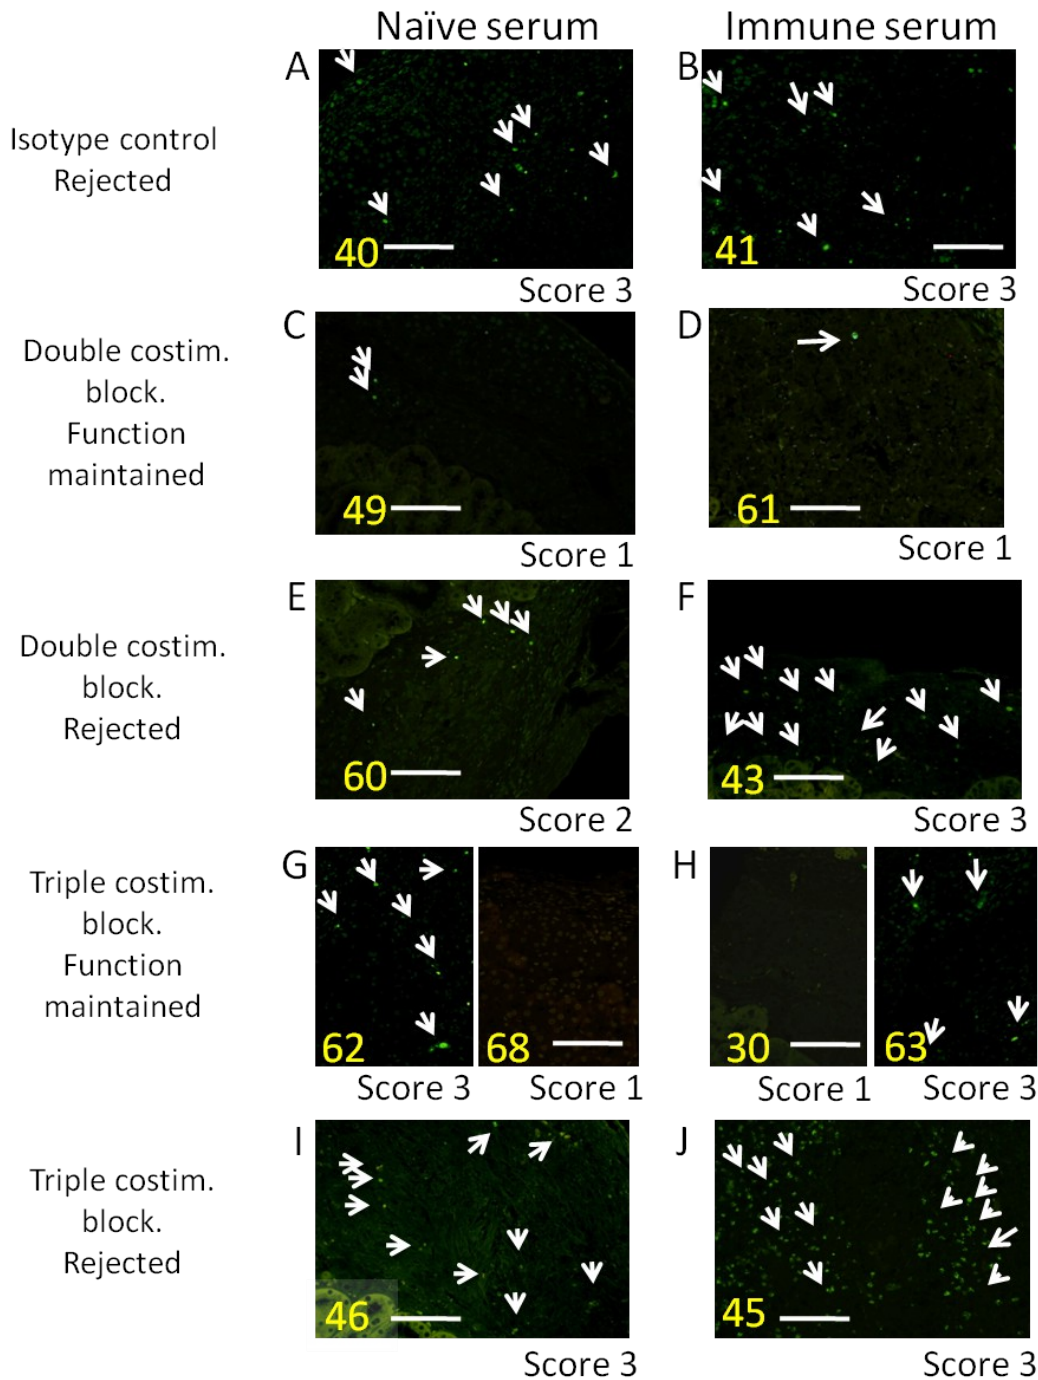 Naïve serum
Immune serum
A
B
Isotype control
Rejected
40
41
Score 3
Score 3
C
D
Double costim.
block.
Function
maintained
49
61
Score 1
Score 1
E
F
Double costim.
block.
Rejected
60
43
Score 2
Score 3
G
H
Triple costim.
block.
Function
maintained
62
68
30
63
Score 3
Score 1
Score 1
Score 3
I
J
Triple costim.
block.
Rejected
46
45
Score 3
Score 3